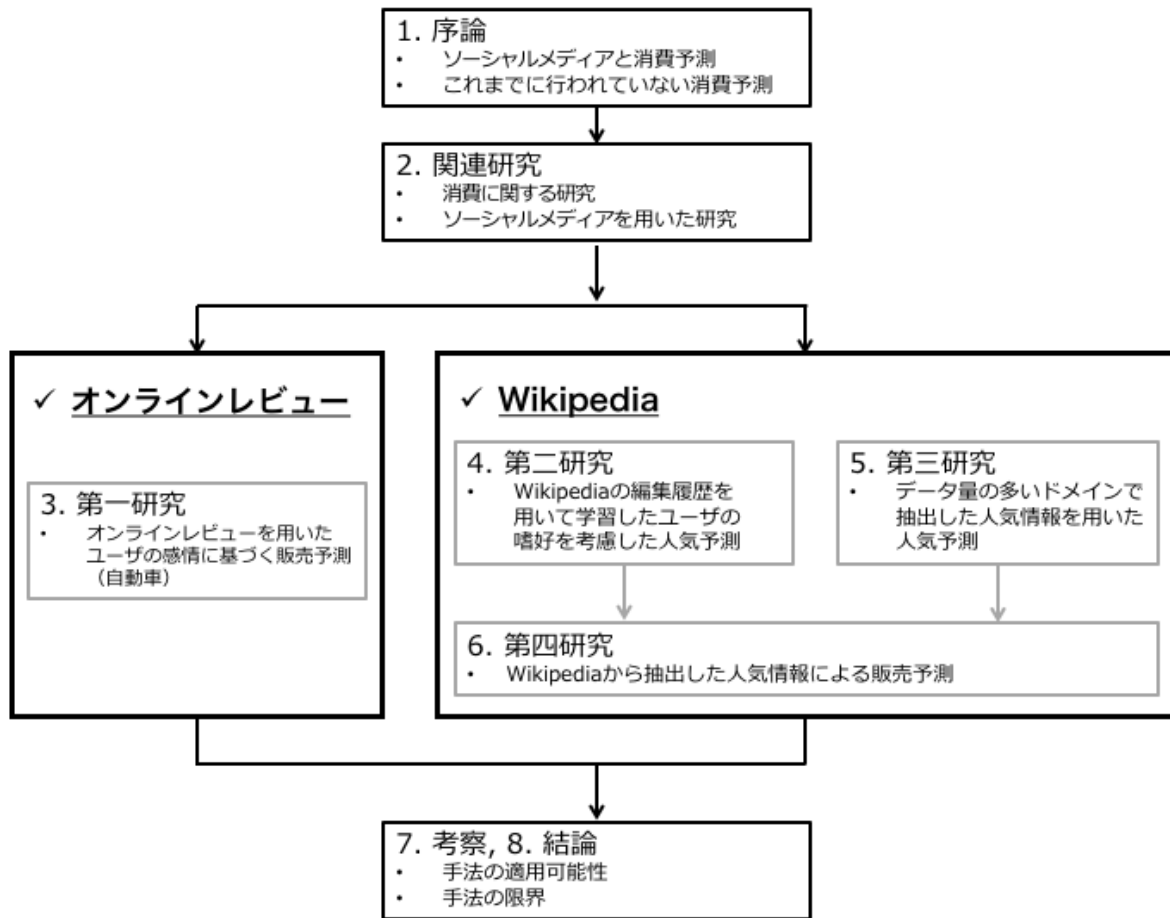 1. 序論
• ソーシャルメディアと消費予測
• これまでに行われていない消費予測
2. 関連研究
• 消費に関する研究
• ソーシャルメディアを用いた研究
✓ オンラインレビュー
3. 第一研究
• オンラインレビューを用いた
ユーザの感情に基づく販売予測
（自動車）
✓ Wikipedia
4. 第二研究
• Wikipediaの編集履歴を
用いて学習したユーザの
嗜好を考慮した人気予測
5. 第三研究
• データ量の多いドメインで
抽出した人気情報を用いた
人気予測
6. 第四研究
• Wikipediaから抽出した人気情報による販売予測
7. 考察, 8. 結論
• 手法の適用可能性
• 手法の限界